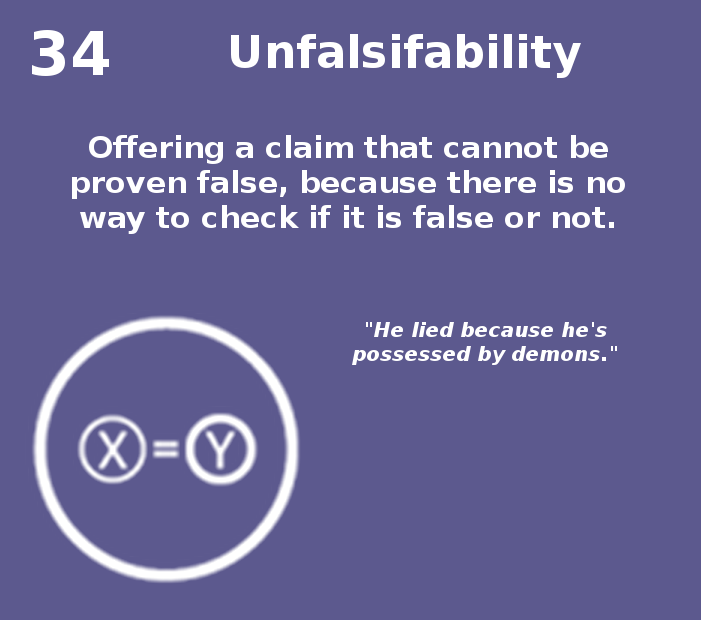 34 Unfalsifability
Offering a claim that cannot be
proven false, because there is no
way to check if it is false or not.
"He lied because he's
possessed by demons."
X = Y